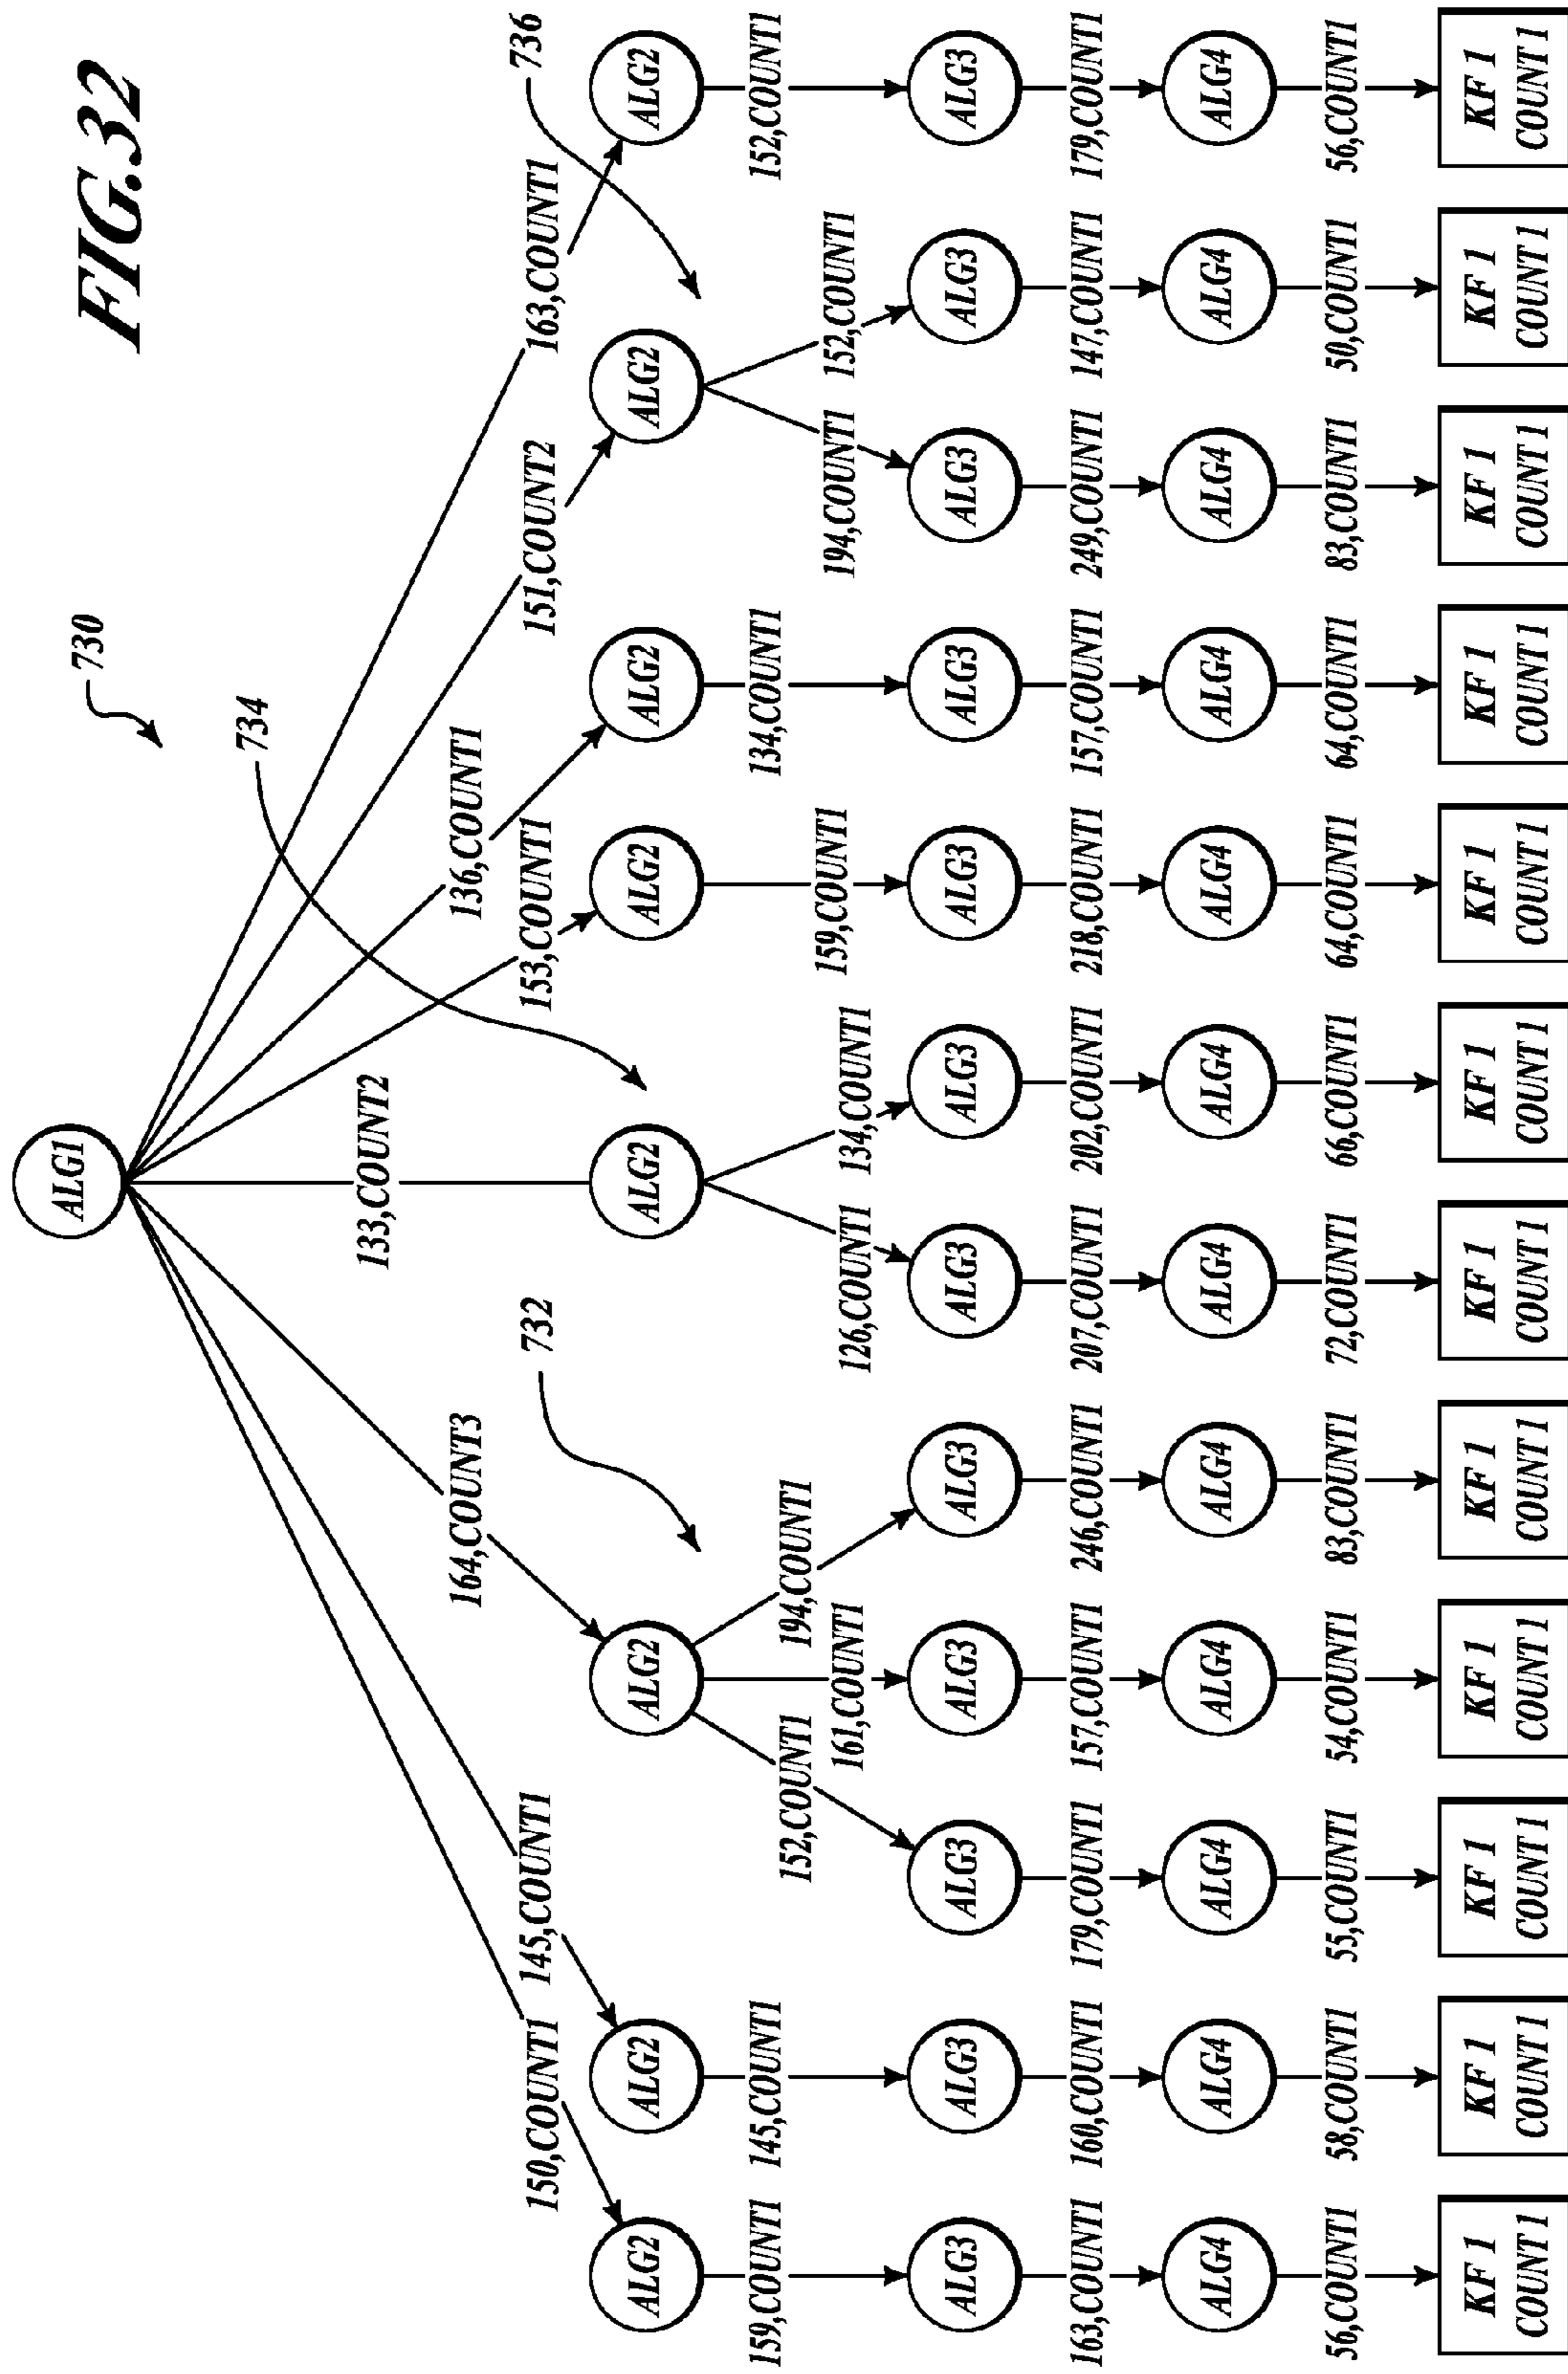 FIG.32
ALG1
730
734
133,COUNT2
164,COUNT3
136,COUNT1
150,COUNT1
145,COUNT1
732
153,COUNT1
151,COUNT2
163,COUNT1
736
ALG2
ALG2
ALG2
ALG2
ALG2
ALG2
ALG2
ALG2
159,COUNT1
145,COUNT1
152,COUNT1
161,COUNT1
194,COUNT1
126,COUNT1
134,COUNT1
159,COUNT1
134,COUNT1
194,COUNT1
152,COUNT1
152,COUNT1
ALG3
ALG3
ALG3
ALG3
ALG3
ALG3
ALG3
ALG3
ALG3
ALG3
ALG3
ALG3
163,COUNT1
160,COUNT1
179,COUNT1
157,COUNT1
246,COUNT1
207,COUNT1
202,COUNT1
218,COUNT1
157,COUNT1
249,COUNT1
147,COUNT1
179,COUNT1
ALG4
ALG4
ALG4
ALG4
ALG4
ALG4
ALG4
ALG4
ALG4
ALG4
ALG4
ALG4
56,COUNT1
58,COUNT1
55,COUNT1
54,COUNT1
83,COUNT1
72,COUNT1
66,COUNT1
64,COUNT1
64,COUNT1
83,COUNT1
50,COUNT1
56,COUNT1
KF 1
COUNT 1
KF 1
COUNT 1
KF 1
COUNT 1
KF 1
COUNT 1
KF 1
COUNT 1
KF 1
COUNT 1
KF 1
COUNT 1
KF 1
COUNT 1
KF 1
COUNT 1
KF 1
COUNT 1
KF 1
COUNT 1
KF 1
COUNT 1